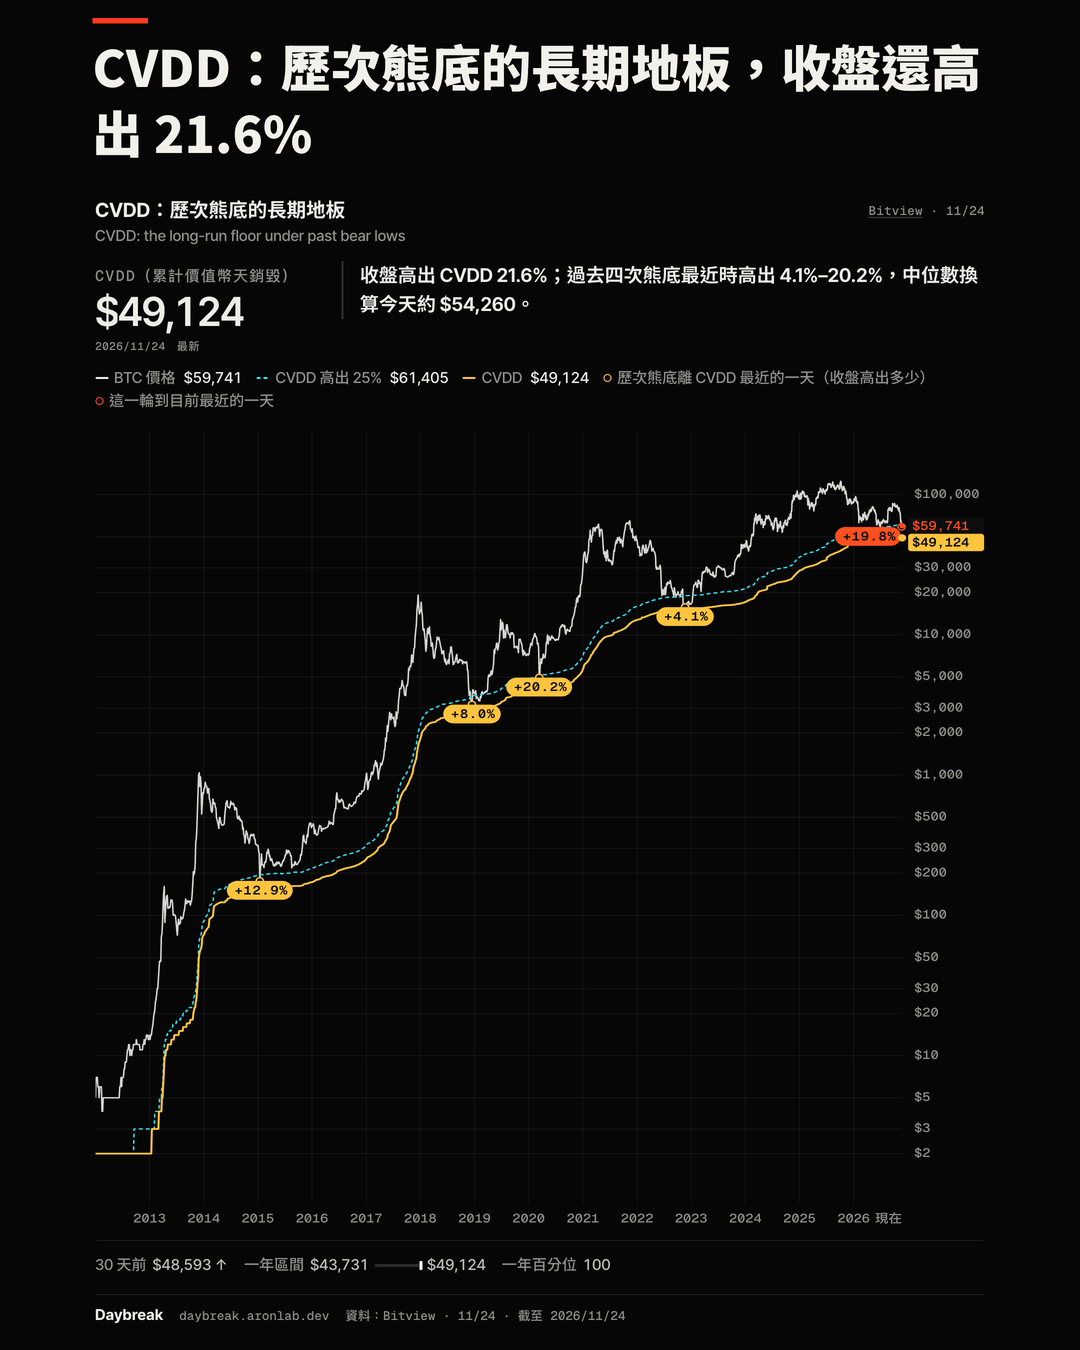 CVDD：歷次熊底的長期地板，收盤還高
出 21.6%
CVDD：歷次熊底的長期地板
Bitview · 11/24
CVDD: the long-run floor under past bear lows
CVDD（累計價值幣天銷毀）
$49,124
2026/11/24 最新
收盤高出 CVDD 21.6%；過去四次熊底最近時高出 4.1%–20.2%，中位數換
算今天約 $54,260。
BTC 價格 $59,741 CVDD 高出 25% $61,405 CVDD $49,124 歷次熊底離 CVDD 最近的一天（收盤高出多少）
這一輪到目前最近的一天
$100,000
$59,741
+19.8%
$49,124
$30,000
$20,000
+4.1%
$10,000
$5,000
+20.2%
$3,000
+8.0%
$2,000
$1,000
$500
$300
$200
+12.9%
$100
$50
$30
$20
$10
$5
$3
$2
2013 2014 2015 2016 2017 2018 2019 2020 2021 2022 2023 2024 2025 2026 現在
30 天前 $48,593 ↑ 一年區間 $43,731 $49,124 一年百分位 100
Daybreak daybreak.aronlab.dev 資料：Bitview · 11/24 · 截至 2026/11/24